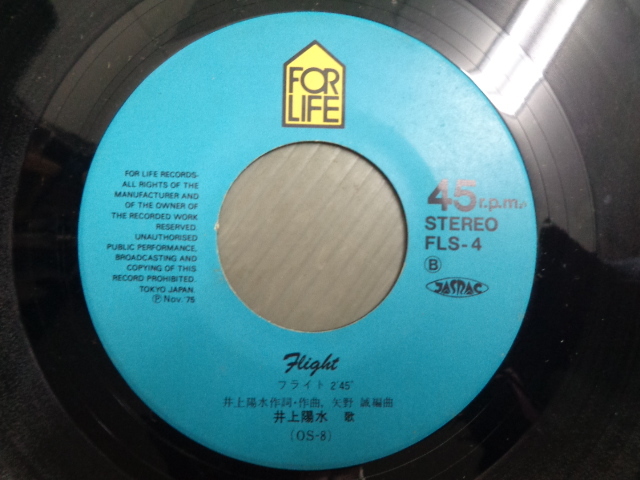 FOR
LIFE
FOR LIFE RECORDS-
ALL RIGHTS OF THE
MANUFACTURER AND
OF THE OWNER OF
THE RECORDED WORK
RESERVED.
UNAUTHORISED
PUBLIC PERFORMANCE,
BROADCASTING AND
COPYING OF THIS
RECORD PROHIBITED.
TOKYO JAPAN.
Ⓟ Nov. '75
45 r.p.m.
STEREO
FLS-4
Ⓑ
JASRAC
Flight
フライト 2'45"
井上陽水作詞・作曲, 矢野 誠編曲
井上陽水 歌
(OS-8)